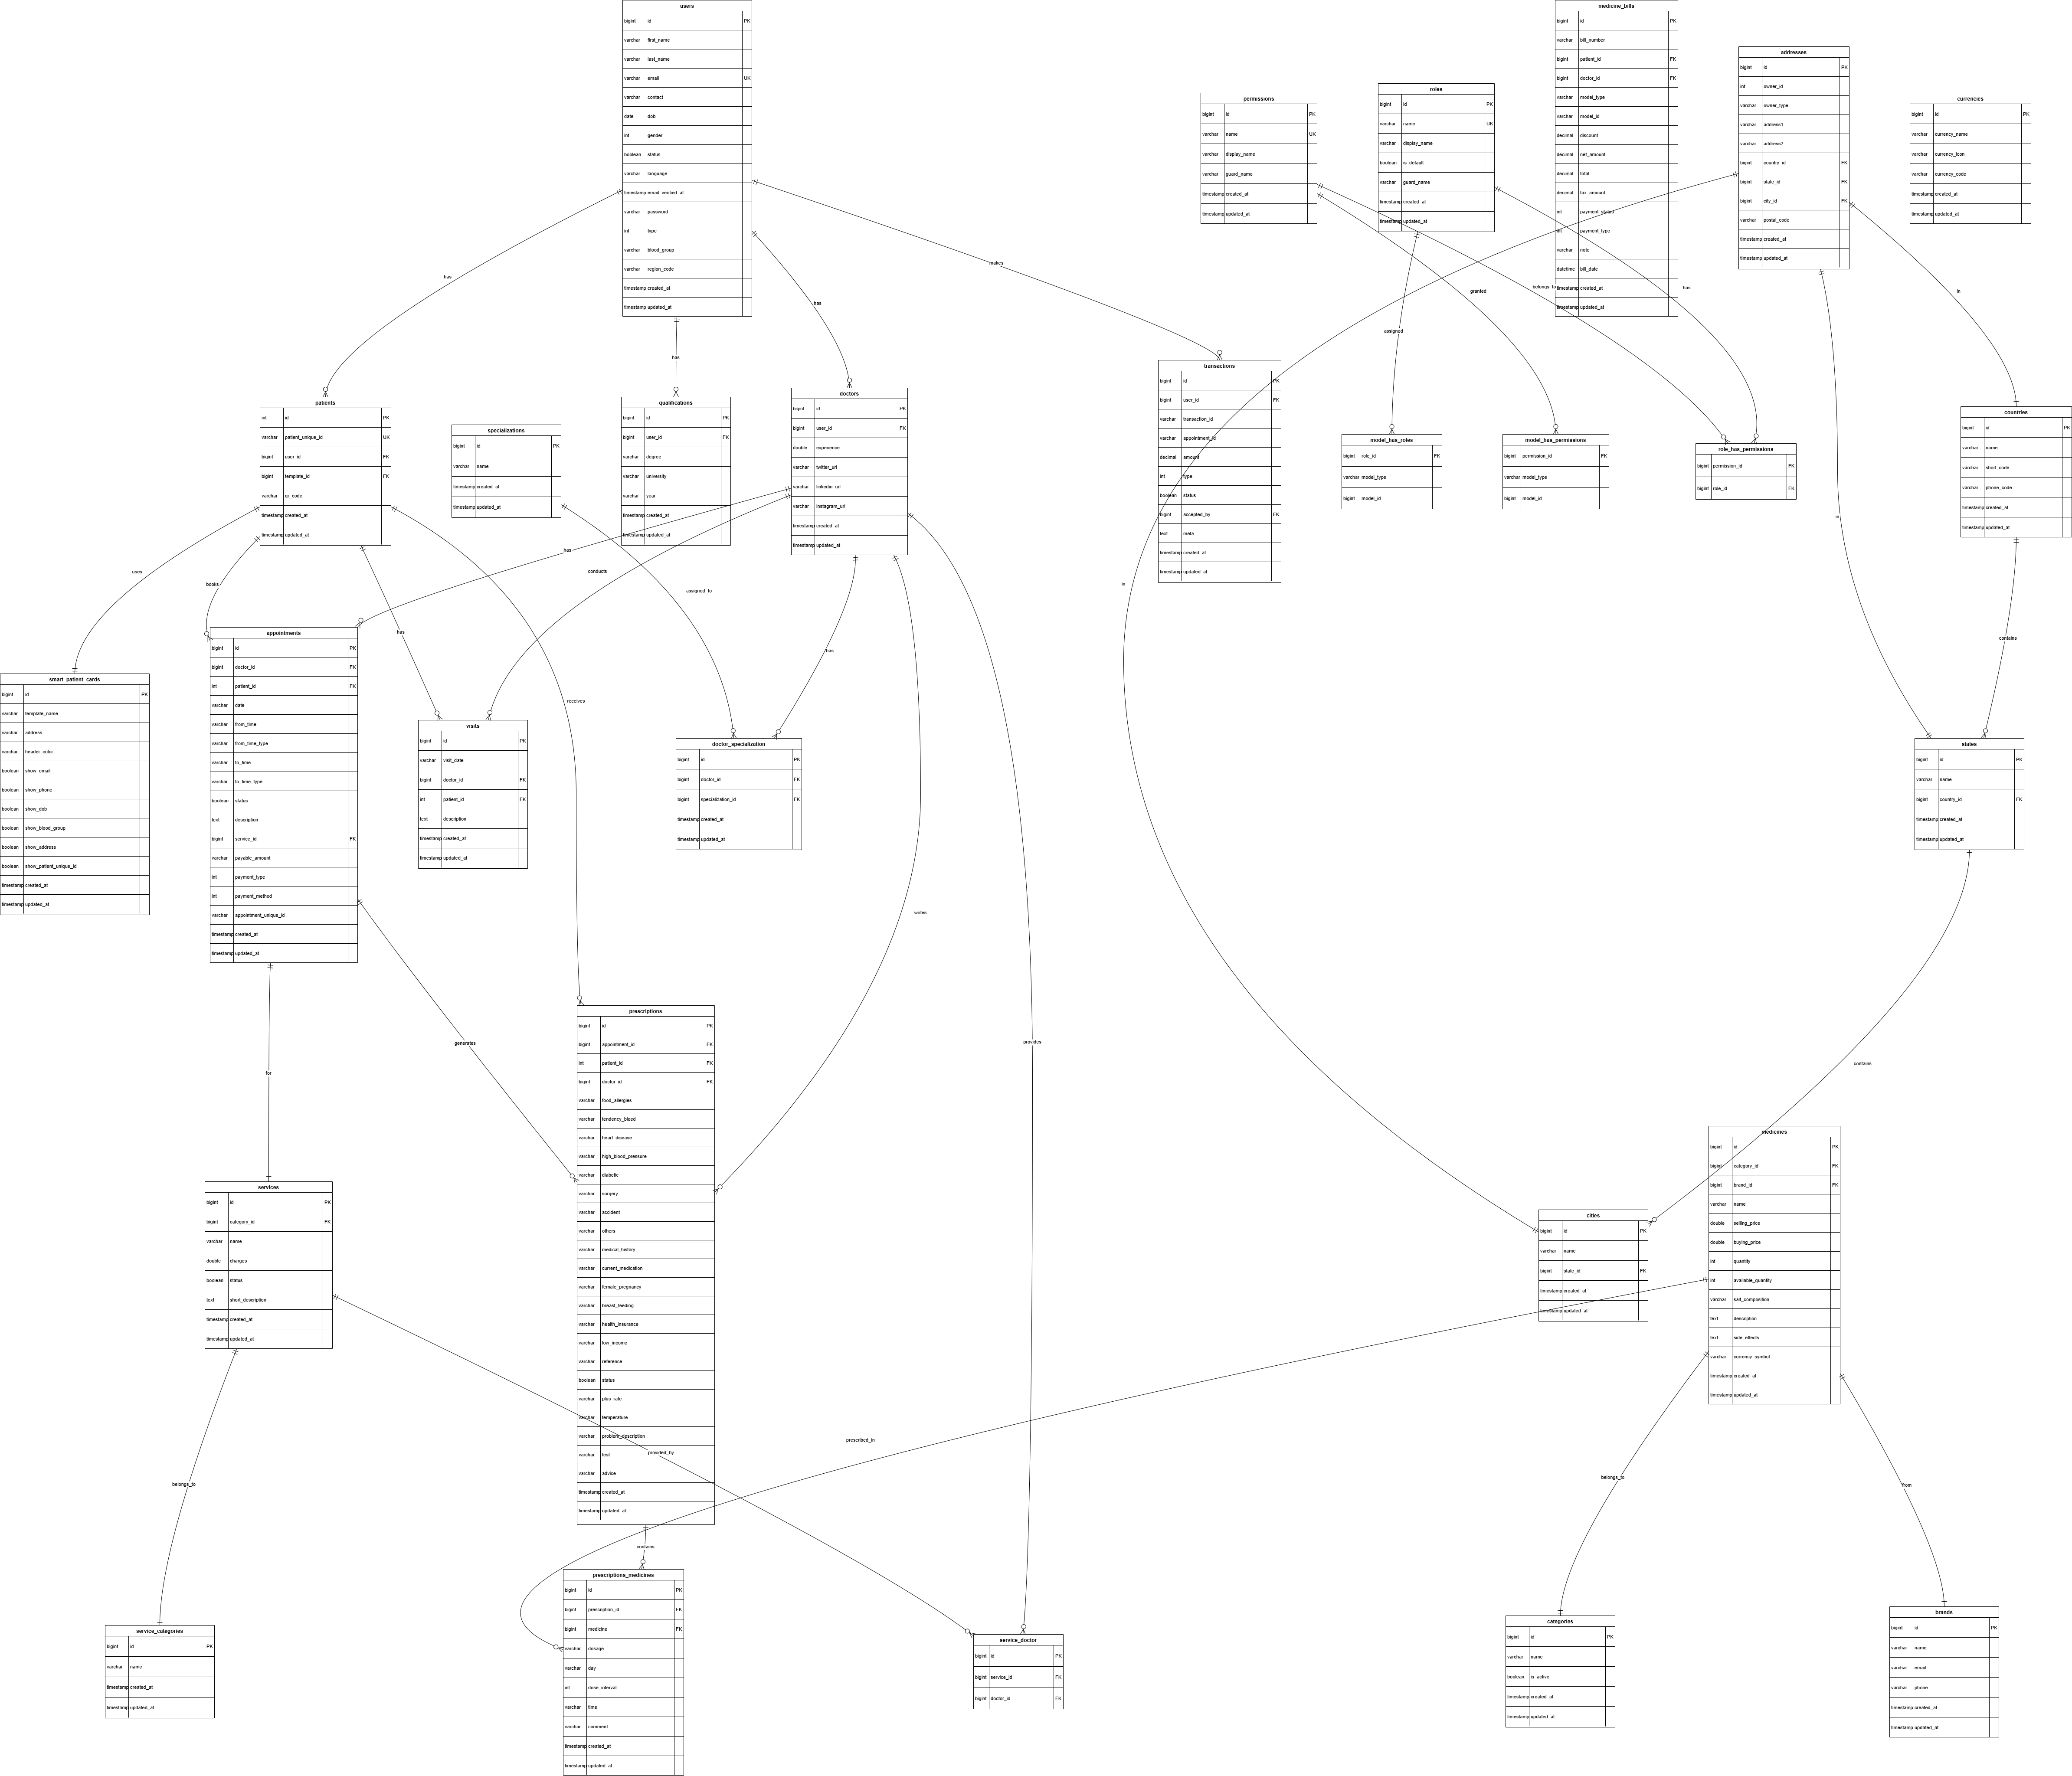 users
bigint id PK
varchar first_name
varchar last_name
varchar email UK
varchar contact
date dob
int gender
boolean status
varchar language
timestamp email_verified_at
varchar password
int type
varchar blood_group
varchar region_code
timestamp created_at
timestamp updated_at
medicine_bills
bigint id PK
varchar bill_number
bigint patient_id FK
bigint doctor_id FK
varchar model_type
varchar model_id
decimal discount
decimal net_amount
decimal total
decimal tax_amount
int payment_status
int payment_type
varchar note
datetime bill_date
timestamp created_at
timestamp updated_at
addresses
bigint id PK
int owner_id
varchar owner_type
varchar address1
varchar address2
bigint country_id FK
bigint state_id FK
bigint city_id FK
varchar postal_code
timestamp created_at
timestamp updated_at
permissions
bigint id PK
varchar name UK
varchar display_name
varchar guard_name
timestamp created_at
timestamp updated_at
roles
bigint id PK
varchar name UK
varchar display_name
boolean is_default
varchar guard_name
timestamp created_at
timestamp updated_at
currencies
bigint id PK
varchar currency_name
varchar currency_icon
varchar currency_code
timestamp created_at
timestamp updated_at
has
has
has
makes
granted
belongs_to
has
assigned
in
in
in
patients
int id PK
varchar patient_unique_id UK
bigint user_id FK
bigint template_id FK
varchar qr_code
timestamp created_at
timestamp updated_at
specializations
bigint id PK
varchar name
timestamp created_at
timestamp updated_at
qualifications
bigint id PK
bigint user_id FK
varchar degree
varchar university
varchar year
timestamp created_at
timestamp updated_at
doctors
bigint id PK
bigint user_id FK
double experience
varchar twitter_url
varchar linkedin_url
varchar instagram_url
timestamp created_at
timestamp updated_at
transactions
bigint id PK
bigint user_id FK
varchar transaction_id
varchar appointment_id
decimal amount
int type
boolean status
bigint accepted_by FK
text meta
timestamp created_at
timestamp updated_at
model_has_roles
bigint role_id FK
varchar model_type
bigint model_id
model_has_permissions
bigint permission_id FK
varchar model_type
bigint model_id
role_has_permissions
bigint permission_id FK
bigint role_id FK
countries
bigint id PK
varchar name
varchar short_code
varchar phone_code
timestamp created_at
timestamp updated_at
uses
books
has
has
conducts
assigned_to
has
receives
contains
smart_patient_cards
bigint id PK
varchar template_name
varchar address
varchar header_color
boolean show_email
boolean show_phone
boolean show_dob
boolean show_blood_group
boolean show_address
boolean show_patient_unique_id
timestamp created_at
timestamp updated_at
appointments
bigint id PK
bigint doctor_id FK
int patient_id FK
varchar date
varchar from_time
varchar from_time_type
varchar to_time
varchar to_time_type
boolean status
text description
bigint service_id FK
varchar payable_amount
int payment_type
int payment_method
varchar appointment_unique_id
timestamp created_at
timestamp updated_at
visits
bigint id PK
varchar visit_date
bigint doctor_id FK
int patient_id FK
text description
timestamp created_at
timestamp updated_at
doctor_specialization
bigint id PK
bigint doctor_id FK
bigint specialization_id FK
timestamp created_at
timestamp updated_at
states
bigint id PK
varchar name
bigint country_id FK
timestamp created_at
timestamp updated_at
writes
generates
for
provides
contains
prescriptions
bigint id PK
bigint appointment_id FK
int patient_id FK
bigint doctor_id FK
varchar food_allergies
varchar tendency_bleed
varchar heart_disease
varchar high_blood_pressure
varchar diabetic
varchar surgery
varchar accident
varchar others
varchar medical_history
varchar current_medication
varchar female_pregnancy
varchar breast_feeding
varchar health_insurance
varchar low_income
varchar reference
boolean status
varchar plus_rate
varchar temperature
varchar problem_description
varchar test
varchar advice
timestamp created_at
timestamp updated_at
services
bigint id PK
bigint category_id FK
varchar name
double charges
boolean status
text short_description
timestamp created_at
timestamp updated_at
cities
bigint id PK
varchar name
bigint state_id FK
timestamp created_at
timestamp updated_at
medicines
bigint id PK
bigint category_id FK
bigint brand_id FK
varchar name
double selling_price
double buying_price
int quantity
int available_quantity
varchar salt_composition
text description
text side_effects
varchar currency_symbol
timestamp created_at
timestamp updated_at
belongs_to
provided_by
prescribed_in
belongs_to
from
contains
service_categories
bigint id PK
varchar name
timestamp created_at
timestamp updated_at
prescriptions_medicines
bigint id PK
bigint prescription_id FK
bigint medicine FK
varchar dosage
varchar day
int dose_interval
varchar time
varchar comment
timestamp created_at
timestamp updated_at
service_doctor
bigint id PK
bigint service_id FK
bigint doctor_id FK
categories
bigint id PK
varchar name
boolean is_active
timestamp created_at
timestamp updated_at
brands
bigint id PK
varchar name
varchar email
varchar phone
timestamp created_at
timestamp updated_at